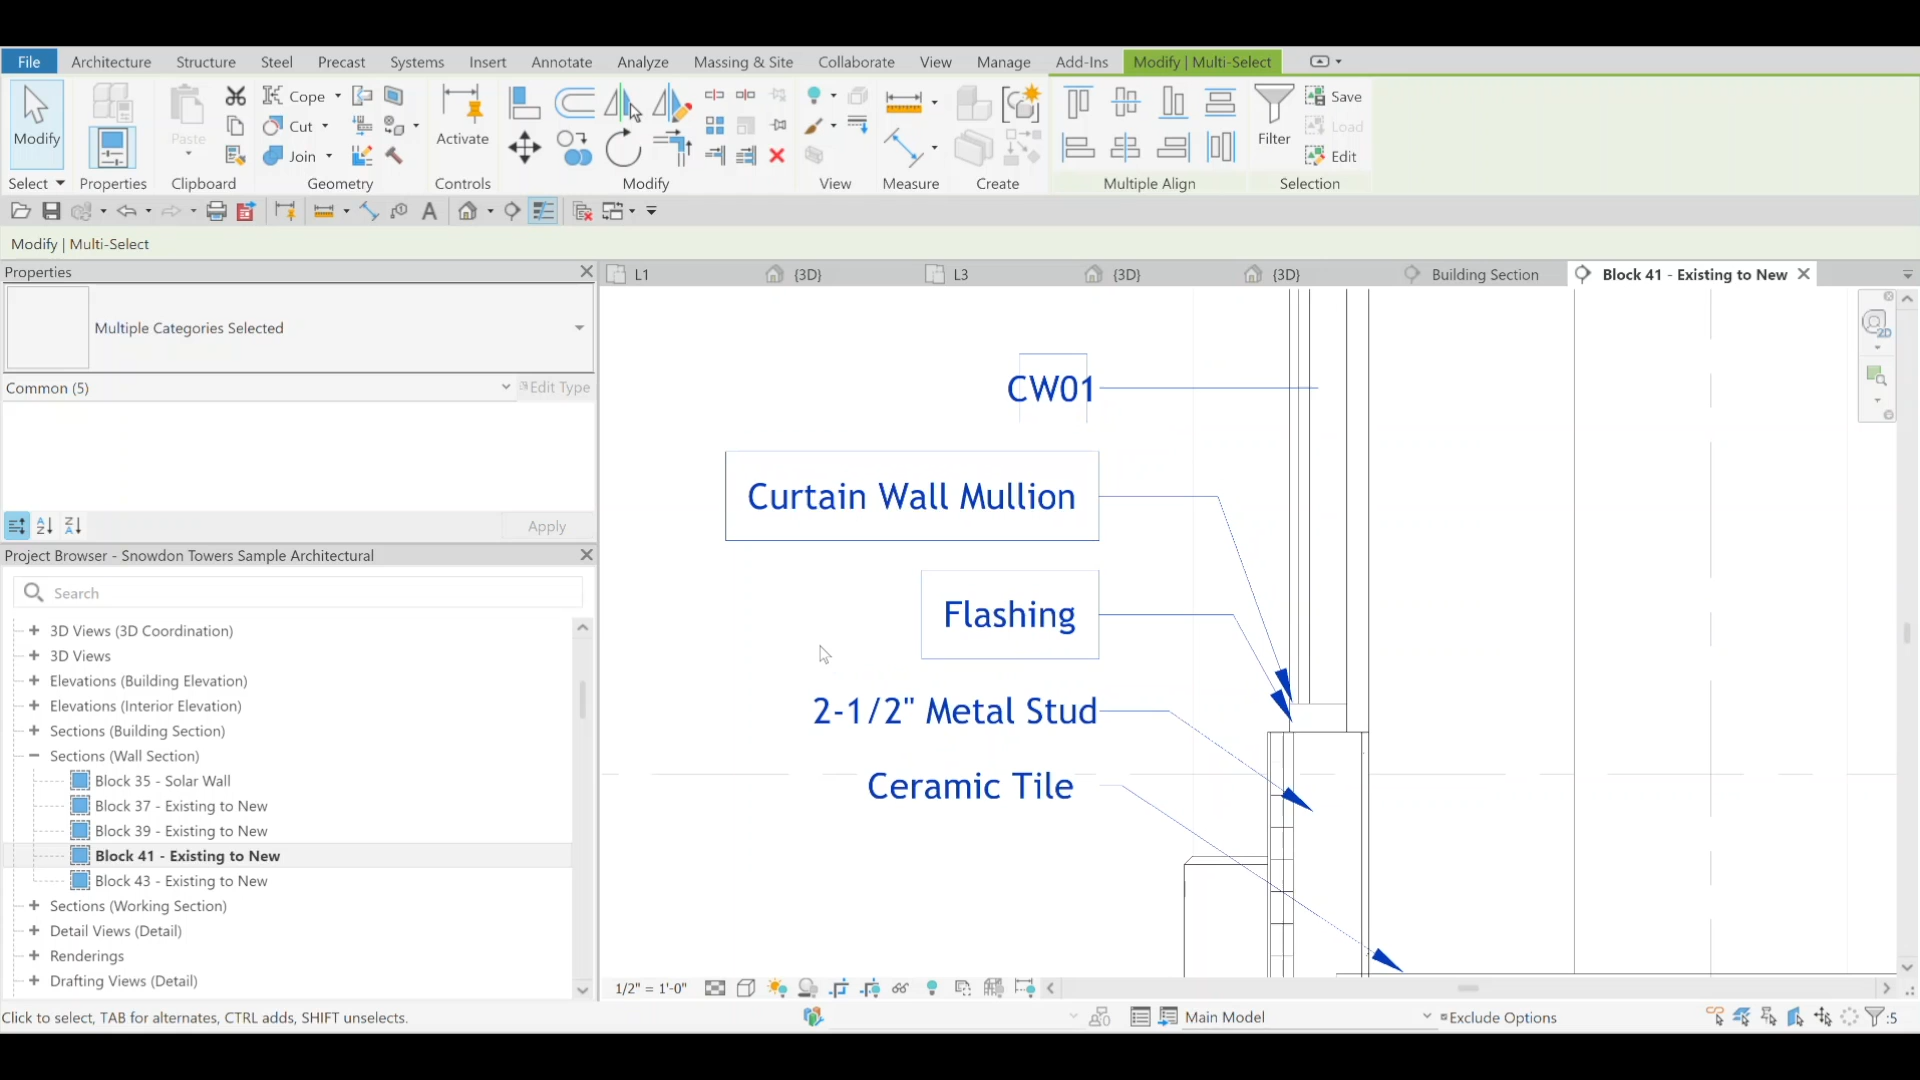 File Architecture Structure Steel Precast Systems Insert Annotate Analyze Massing & Site Collaborate View Manage Add-Ins Modify | Multi-Select
Modify Paste Cope Cut Join Activate Filter Save Load Edit
Select Properties Clipboard Geometry Controls Modify View Measure Create Multiple Align Selection
Modify | Multi-Select
Properties
Multiple Categories Selected
Common (5) Edit Type
Apply
Project Browser - Snowdon Towers Sample Architectural
Search
3D Views (3D Coordination)
3D Views
Elevations (Building Elevation)
Elevations (Interior Elevation)
Sections (Building Section)
Sections (Wall Section)
Block 35 - Solar Wall
Block 37 - Existing to New
Block 39 - Existing to New
Block 41 - Existing to New
Block 43 - Existing to New
Sections (Working Section)
Detail Views (Detail)
Renderings
Drafting Views (Detail)
L1 {3D} L3 {3D} {3D} Building Section Block 41 - Existing to New
2D
CW01
Curtain Wall Mullion
Flashing
2-1/2" Metal Stud
Ceramic Tile
1/2" = 1'-0"
Click to select, TAB for alternates, CTRL adds, SHIFT unselects. Main Model Exclude Options :5